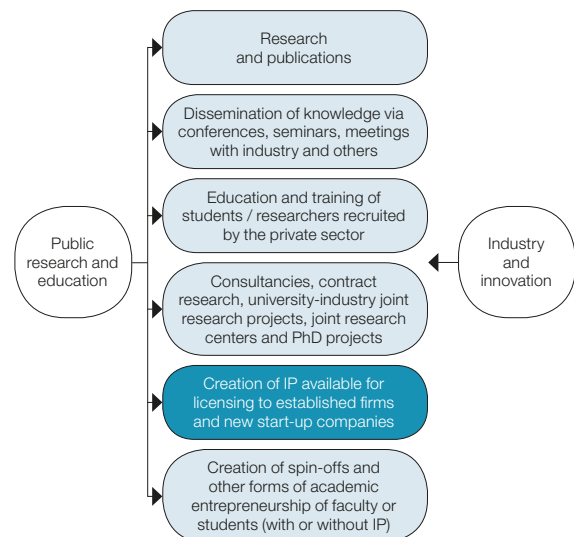 Research
and publications
Dissemination of knowledge via
conferences, seminars, meetings
with industry and others
Education and training of
students / researchers recruited
by the private sector
Public
research and
education
Industry
and
innovation
Consultancies, contract
research, university-industry joint
research projects, joint research
centers and PhD projects
Creation of IP available for
licensing to established firms
and new start-up companies
Creation of spin-offs and
other forms of academic
entrepreneurship of faculty or
students (with or without IP)